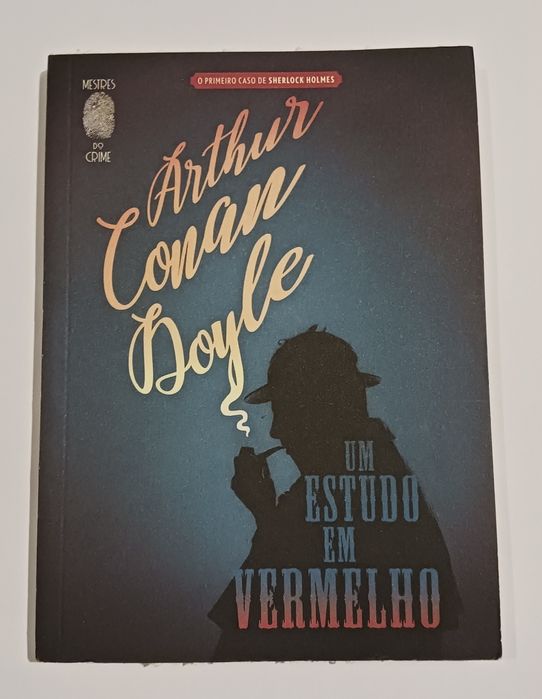 O PRIMEIRO CASO DE SHERLOCK HOLMES
MESTRES
DO
CRIME
Arthur
Conan
Doyle
UM
ESTUDO
EM
VERMELHO